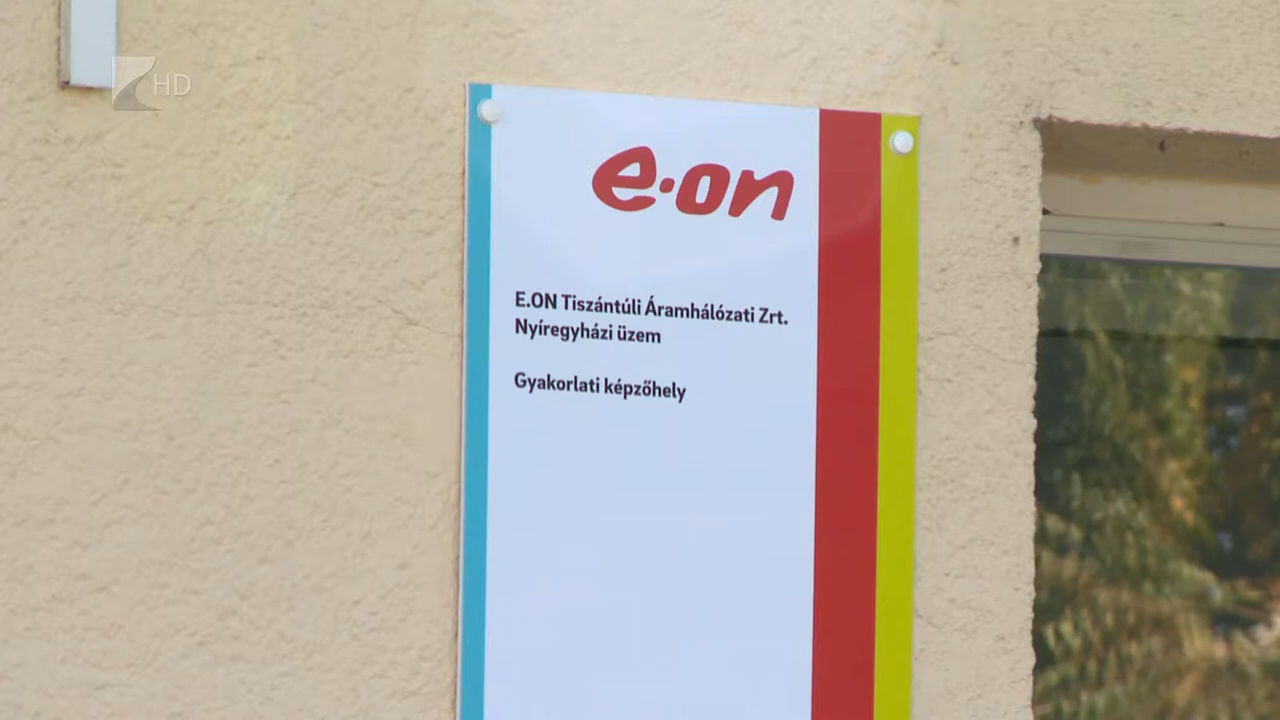 HD
e·on
E.ON Tiszántúli Áramhálózati Zrt.
Nyíregyházi üzem
Gyakorlati képzőhely